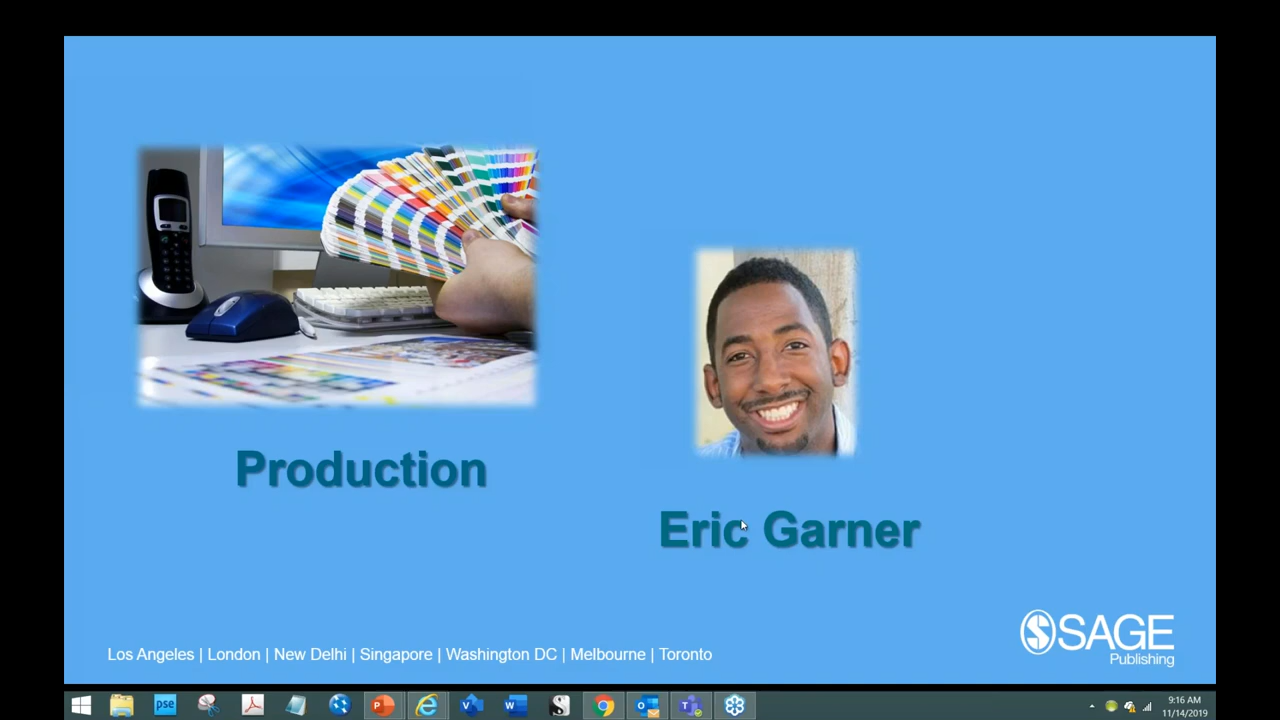 Production
Eric Garner
SAGE
Publishing
Los Angeles | London | New Delhi | Singapore | Washington DC | Melbourne | Toronto
pse
9:16 AM
11/14/2019